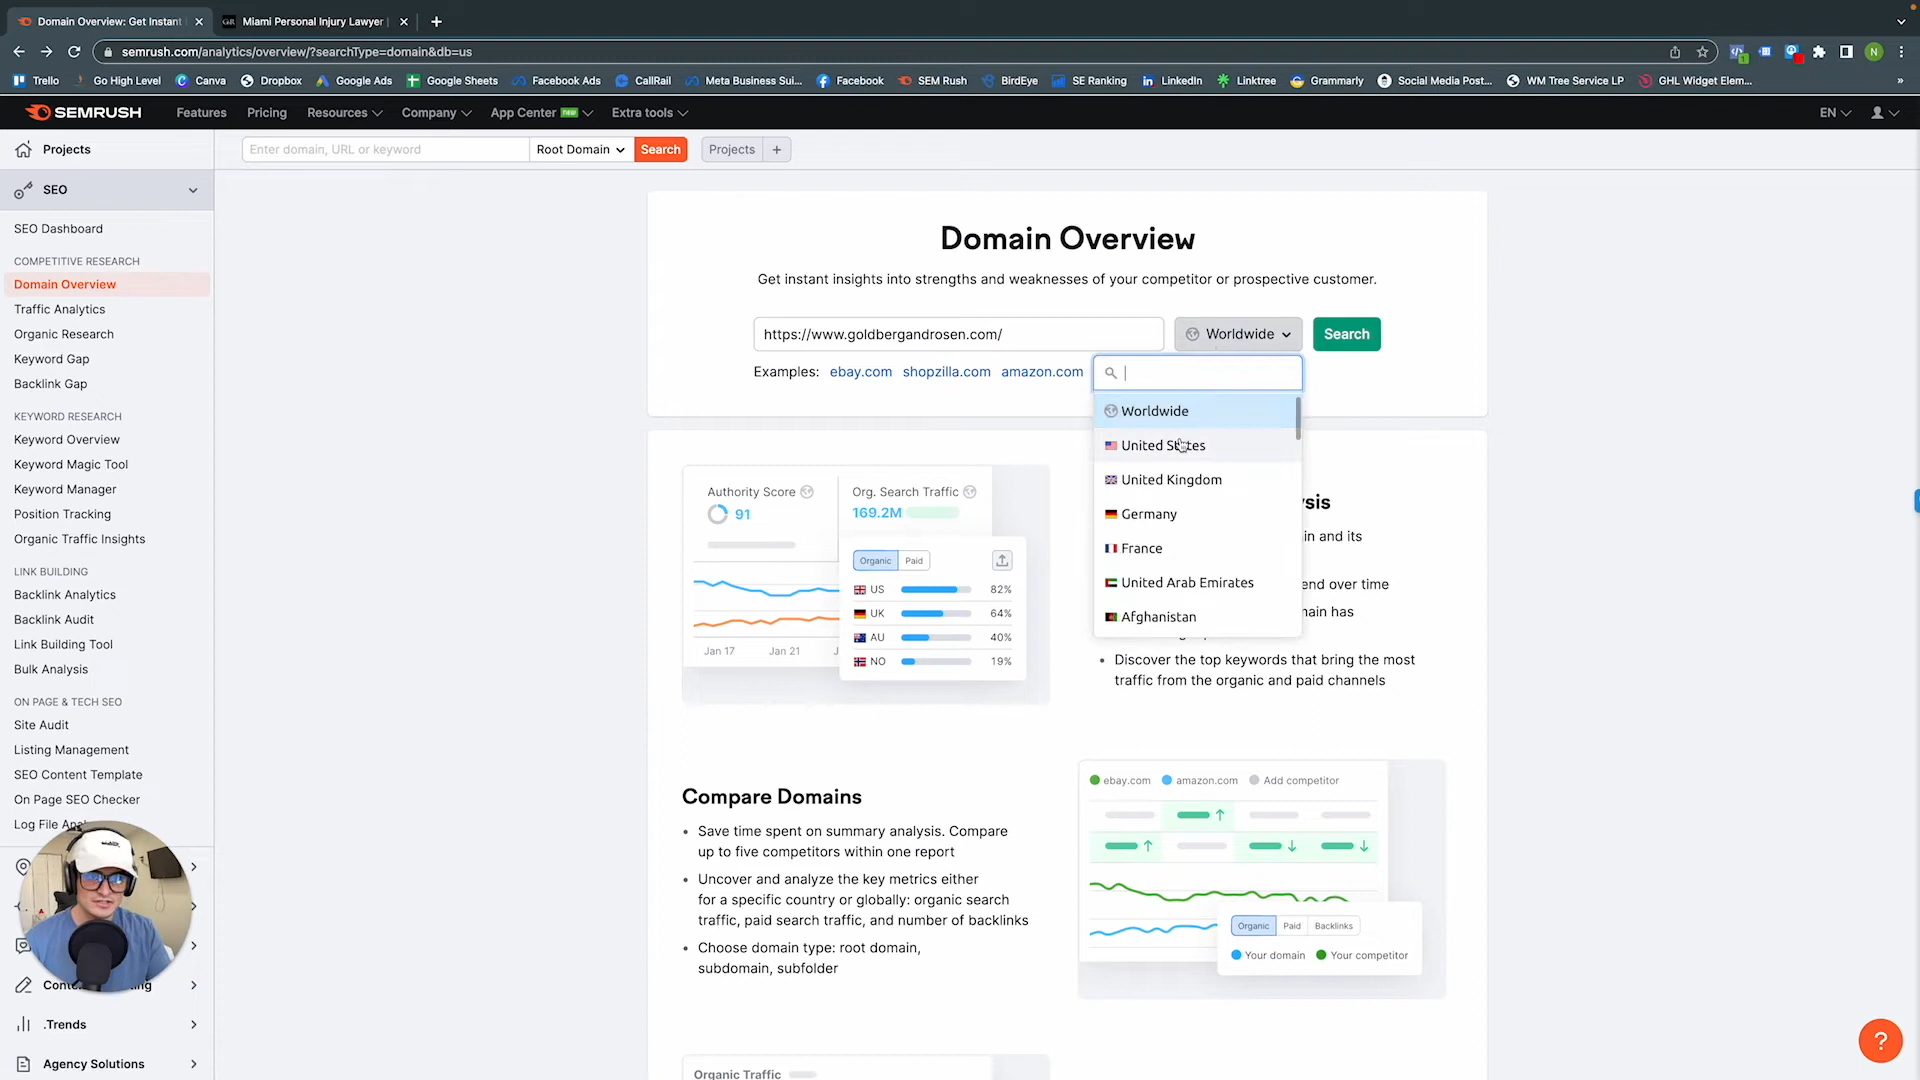 Domain Overview: Get Instant
Miami Personal Injury Lawyer |
semrush.com/analytics/overview/?searchType=domain&db=us
Trello
Go High Level
Canva
Dropbox
Google Ads
Google Sheets
Facebook Ads
CallRail
Meta Business Sui...
Facebook
SEM Rush
BirdEye
SE Ranking
LinkedIn
Linktree
Grammarly
Social Media Post...
WM Tree Service LP
GHL Widget Elem...
SEMRUSH
Features
Pricing
Resources
Company
App Center new
Extra tools
EN
Projects
Enter domain, URL or keyword
Root Domain
Search
Projects
+
SEO
SEO Dashboard
COMPETITIVE RESEARCH
Domain Overview
Traffic Analytics
Organic Research
Keyword Gap
Backlink Gap
KEYWORD RESEARCH
Keyword Overview
Keyword Magic Tool
Keyword Manager
Position Tracking
Organic Traffic Insights
LINK BUILDING
Backlink Analytics
Backlink Audit
Link Building Tool
Bulk Analysis
ON PAGE & TECH SEO
Site Audit
Listing Management
SEO Content Template
On Page SEO Checker
Log File
.Trends
Agency Solutions
Domain Overview
Get instant insights into strengths and weaknesses of your competitor or prospective customer.
https://www.goldbergandrosen.com/
Worldwide
Search
Examples: ebay.com shopzilla.com amazon.com
Worldwide
United States
United Kingdom
Germany
France
United Arab Emirates
Afghanistan
Authority Score
91
Org. Search Traffic
169.2M
Organic
Paid
US 82%
UK 64%
AU 40%
NO 19%
Jan 17
Jan 21
in and its
end over time
main has
Discover the top keywords that bring the most
traffic from the organic and paid channels
Compare Domains
• Save time spent on summary analysis. Compare
up to five competitors within one report
• Uncover and analyze the key metrics either
for a specific country or globally: organic search
traffic, paid search traffic, and number of backlinks
• Choose domain type: root domain,
subdomain, subfolder
ebay.com
amazon.com
Add competitor
Organic
Paid
Backlinks
Your domain
Your competitor
Organic Traffic
?